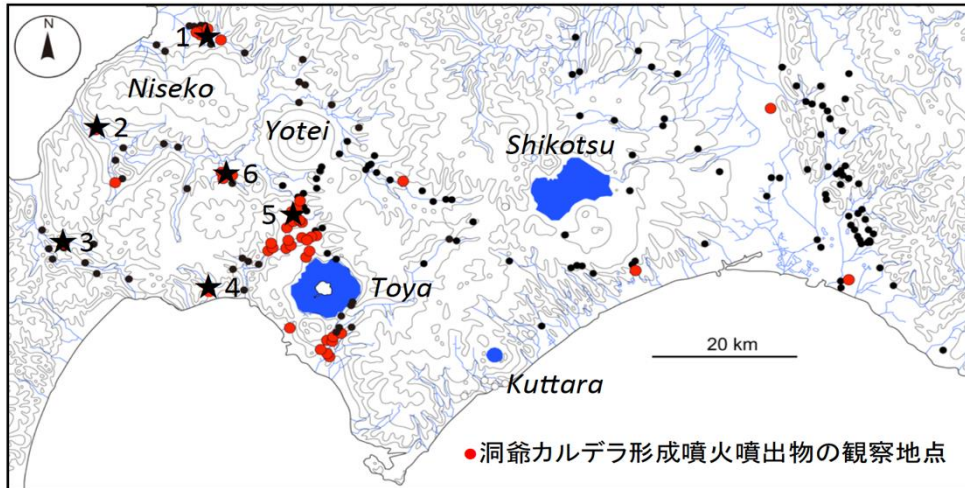 N
1
Niseko
2
Yotei
Shikotsu
6
5
3
4
Toya
20 km
Kuttara
洞爺カルデラ形成噴火噴出物の観察地点